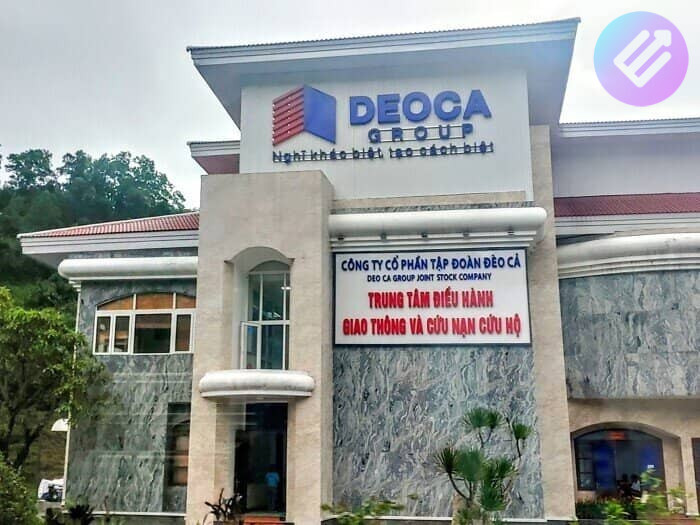 DEOCA
GROUP
Nghĩ khác biệt, tạo cách biệt
CÔNG TY CỔ PHẦN TẬP ĐOÀN ĐÈO CẢ
DEO CA GROUP JOINT STOCK COMPANY
TRUNG TÂM ĐIỀU HÀNH
GIAO THÔNG VÀ CỨU NẠN CỨU HỘ